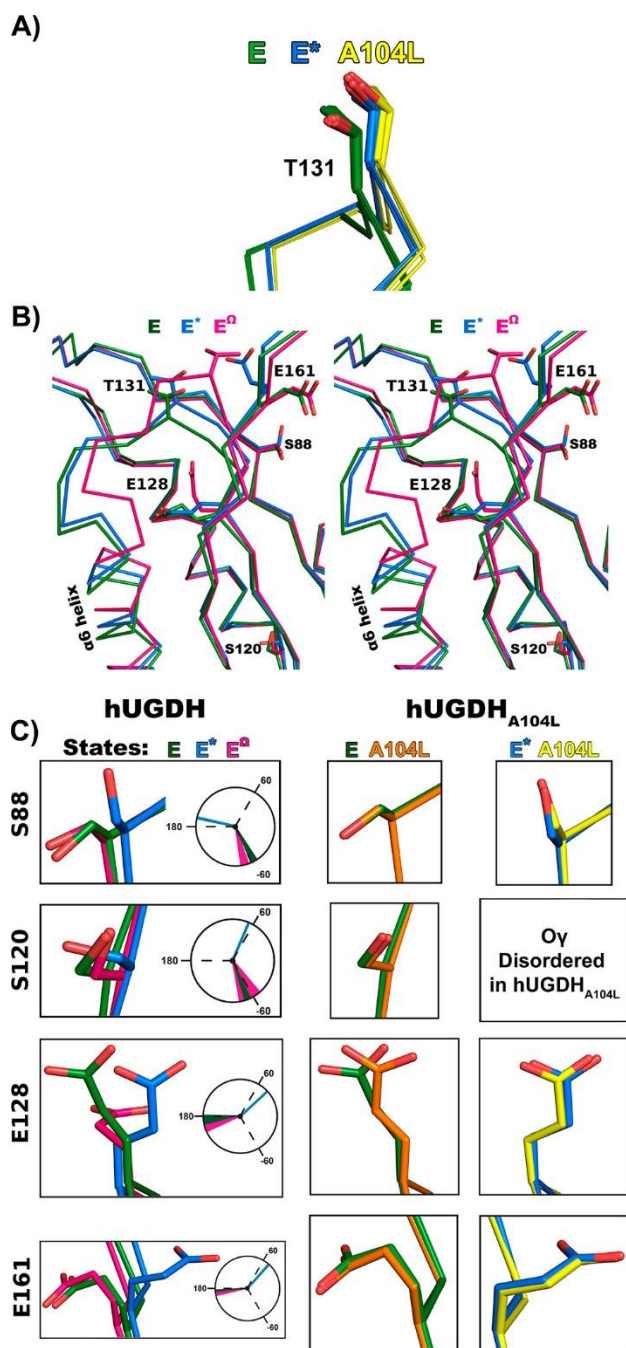 A)
E E* A104L
T131
B)
E E* EΩ E E* EΩ
T131 E161 T131 E161
S88 S88
E128 E128
α6 helix α6 helix
S120 S120
hUGDH hUGDHA104L
C) States: E E* EΩ E A104L E* A104L
S88
60
180
-60
S120
60
180
-60
Oγ
Disordered
in hUGDHA104L
E128
60
180
-60
E161
60
180
-60